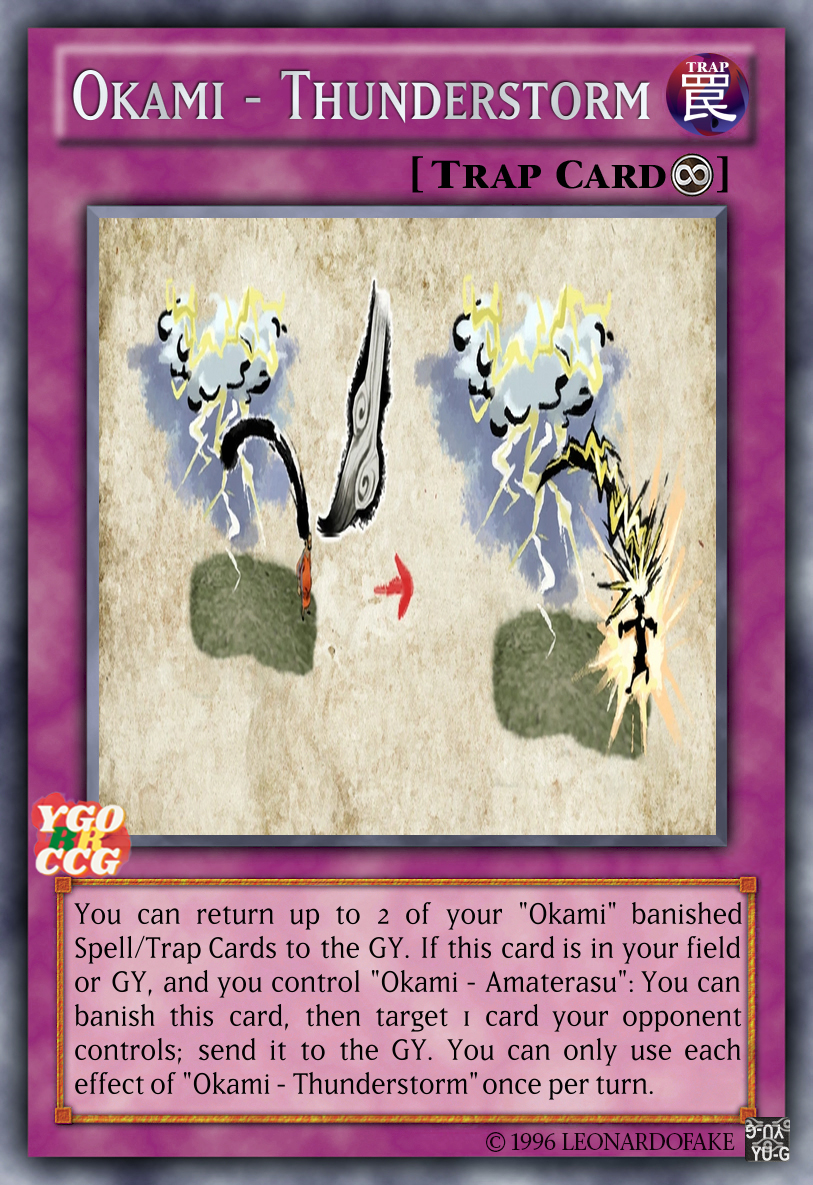 OKAMI - THUNDERSTORM
TRAP
罠
[TRAP CARD∞]
YGO
BR
CCG
You can return up to 2 of your "Okami" banished
Spell/Trap Cards to the GY. If this card is in your field
or GY, and you control "Okami - Amaterasu": You can
banish this card, then target 1 card your opponent
controls; send it to the GY. You can only use each
effect of "Okami - Thunderstorm" once per turn.
© 1996 LEONARDOFAKE
YU-G